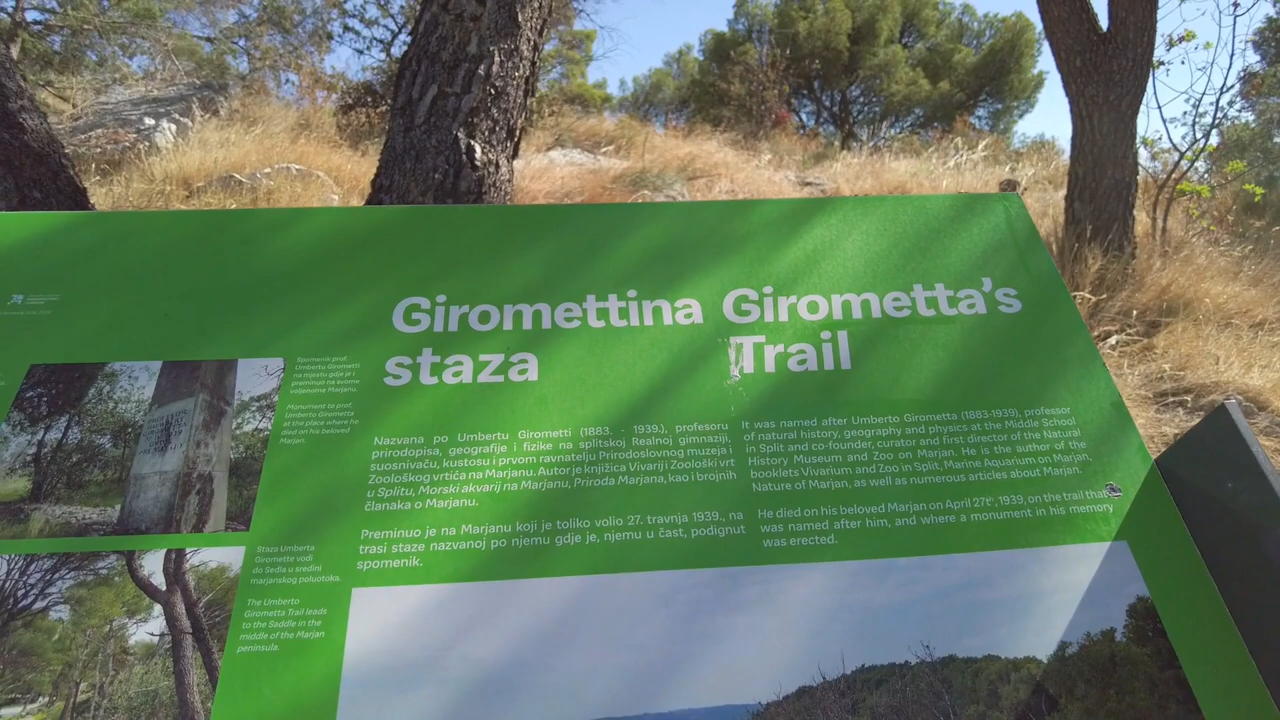 Giromettina
staza
Girometta's
Trail
Spomenik prof.
Umbertu Girometti
na mjestu gdje je i
preminuo na svome
voljenome Marjanu.
Monument to prof.
Umberto Girometta
at the place where he
died on his beloved
Marjan.
Nazvana po Umbertu Girometti (1883. - 1939.), profesoru
prirodopisa, geografije i fizike na splitskoj Realnoj gimnaziji,
suosnivaču, kustosu i prvom ravnatelju Prirodoslovnog muzeja i
Zoološkog vrtića na Marjanu. Autor je knjižica Vivarij i Zoološki vrt
u Splitu, Morski akvarij na Marjanu, Priroda Marjana, kao i brojnih
članaka o Marjanu.
Preminuo je na Marjanu koji je toliko volio 27. travnja 1939., na
trasi staze nazvanoj po njemu gdje je, njemu u čast, podignut
spomenik.
It was named after Umberto Girometta (1883-1939), professor
of natural history, geography and physics at the Middle School
in Split and co-founder, curator and first director of the Natural
History Museum and Zoo on Marjan. He is the author of the
booklets Vivarium and Zoo in Split, Marine Aquarium on Marjan,
Nature of Marjan, as well as numerous articles about Marjan.
He died on his beloved Marjan on April 27t', 1939, on the trail that
was named after him, and where a monument in his memory
was erected.
Staza Umberta
Giromette vodi
do Sedla u sredini
marjanskog poluotoka.
The Umberto
Girometta Trail leads
to the Saddle in the
middle of the Marjan
peninsula.